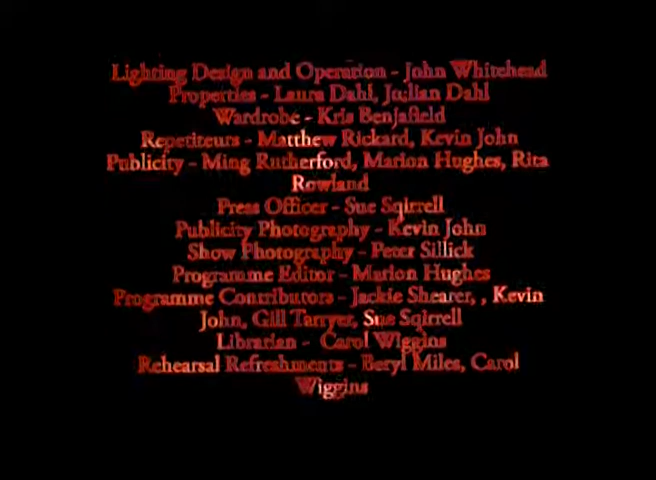 Lighting Design and Operation - John Whitehead
Properties - Laura Dahl, Julian Dahl
Wardrobe - Kris Benjafield
Repetiteurs - Matthew Rickard, Kevin John
Publicity - Ming Rutherford, Marion Hughes, Rita
Rowland
Press Officer - Sue Sqirrell
Publicity Photography - Kevin John
Show Photography - Peter Sillick
Programme Editor - Marion Hughes
Programme Contributors - Jackie Shearer, , Kevin
John, Gill Tarryer, Sue Sqirrell
Librarian - Carol Wiggins
Rehearsal Refreshments - Beryl Miles, Carol
Wiggins